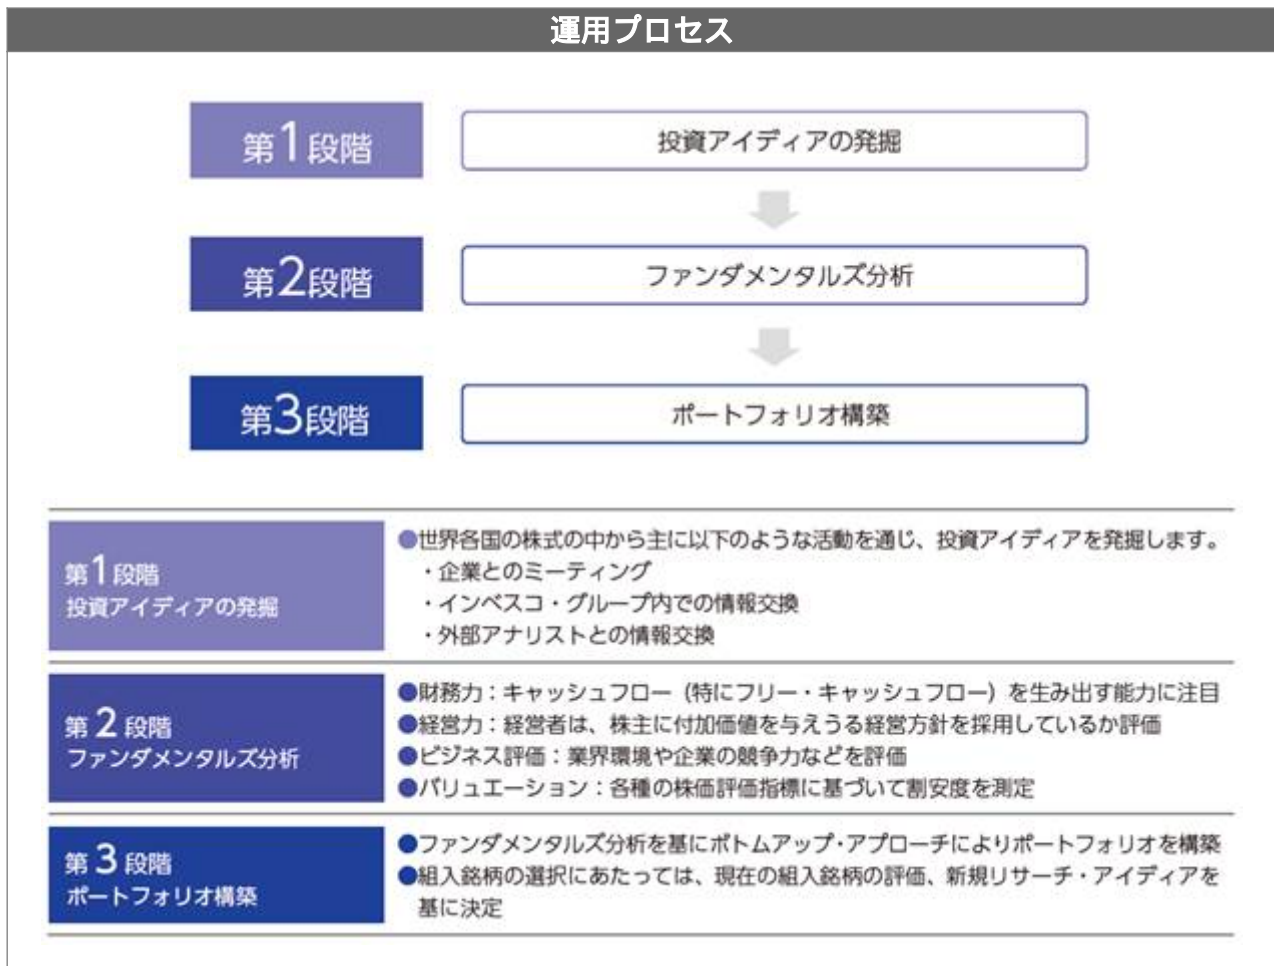 運用プロセス
第1段階
投資アイディアの発掘
第2段階
ファンダメンタルズ分析
第3段階
ポートフォリオ構築
第1段階
投資アイディアの発掘
●世界各国の株式の中から主に以下のような活動を通じ、投資アイディアを発掘します。
・企業とのミーティング
・インベスコ・グループ内での情報交換
・外部アナリストとの情報交換
第2段階
ファンダメンタルズ分析
●財務力：キャッシュフロー（特にフリー・キャッシュフロー）を生み出す能力に注目
●経営力：経営者は、株主に付加価値を与えうる経営方針を採用しているか評価
●ビジネス評価：業界環境や企業の競争力などを評価
●バリュエーション：各種の株価評価指標に基づいて割安度を測定
第3段階
ポートフォリオ構築
●ファンダメンタルズ分析を基にボトムアップ・アプローチによりポートフォリオを構築
●組入銘柄の選択にあたっては、現在の組入銘柄の評価、新規リサーチ・アイディアを
基に決定